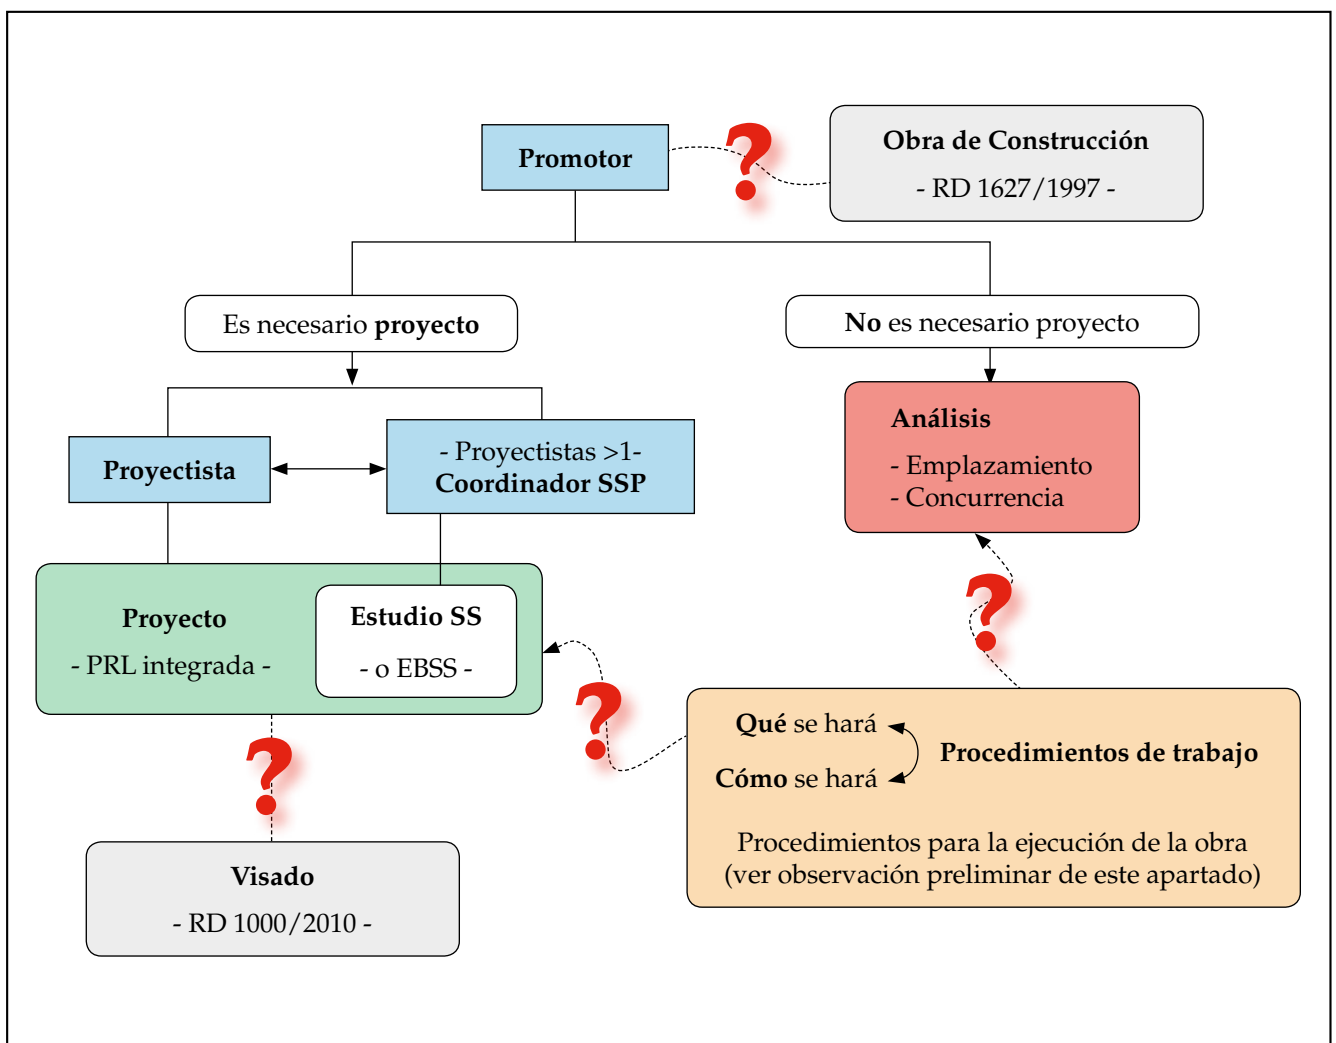 Promotor
?
Obra de Construcción
- RD 1627/1997 -
Es necesario proyecto
No es necesario proyecto
Proyectista
- Proyectistas >1-
Coordinador SSP
Análisis
- Emplazamiento
- Concurrencia
Proyecto
- PRL integrada -
Estudio SS
- o EBSS -
?
?
?
Qué se hará
Cómo se hará
Procedimientos de trabajo
Procedimientos para la ejecución de la obra
(ver observación preliminar de este apartado)
Visado
- RD 1000/2010 -